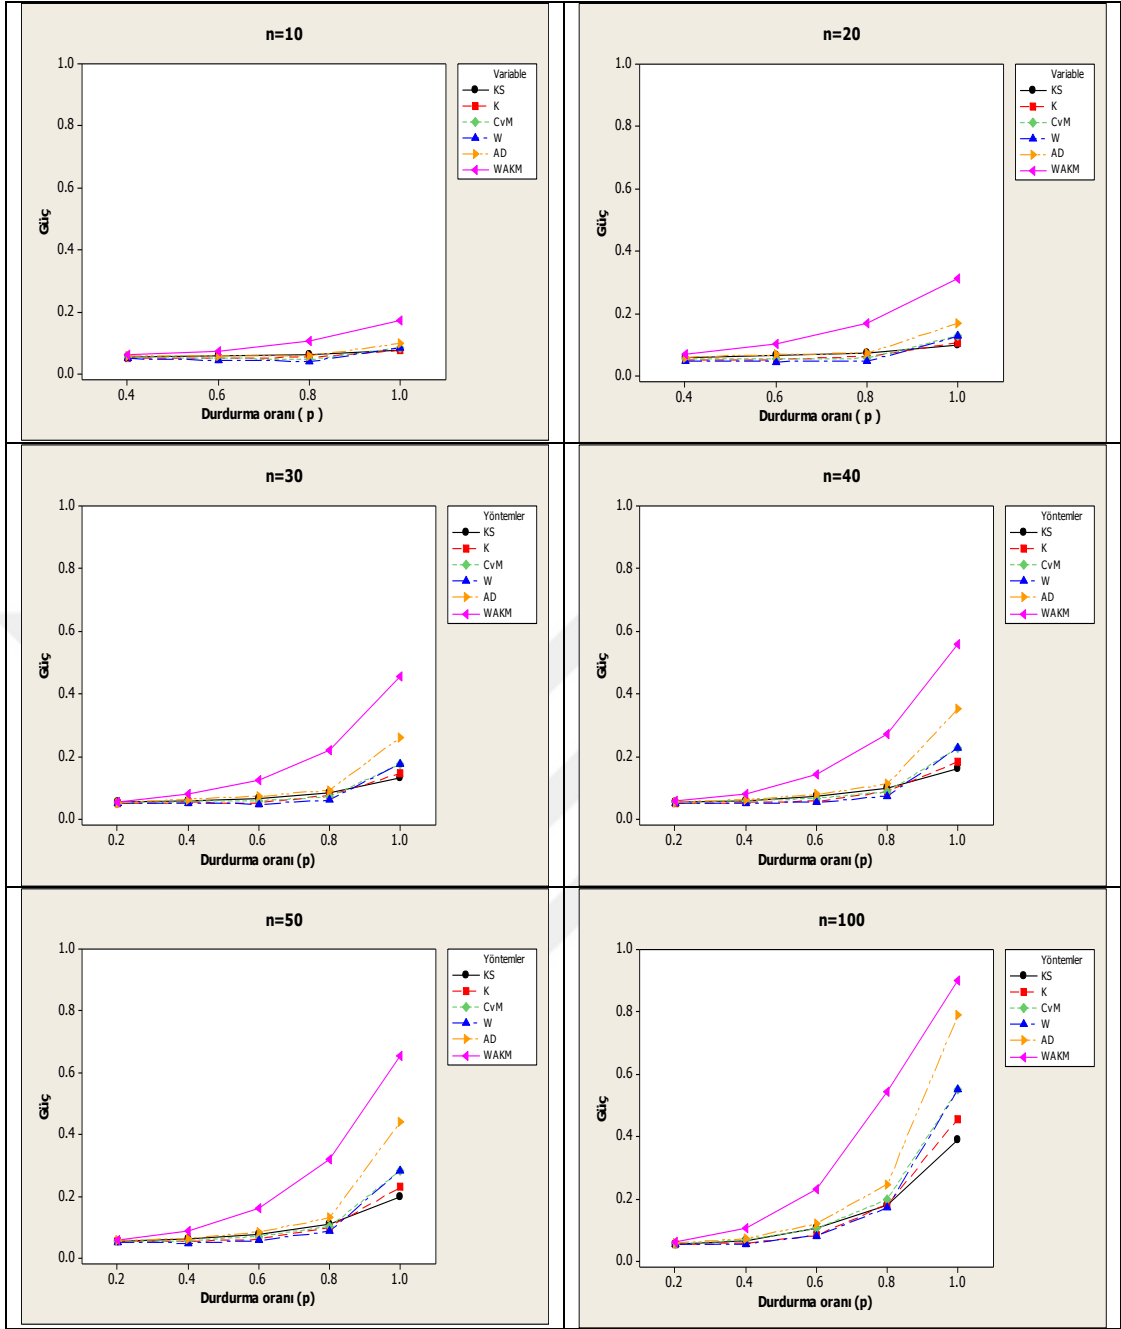 n=10
1.0
0.8
0.6
0.4
0.2
0.0
Güç
0.4 0.6 0.8 1.0
Durdurma oranı ( p )
Variable
KS
K
CvM
W
AD
WAKM
n=20
1.0
0.8
0.6
0.4
0.2
0.0
Güç
0.4 0.6 0.8 1.0
Durdurma oranı ( p )
Variable
KS
K
CvM
W
AD
WAKM
n=30
1.0
0.8
0.6
0.4
0.2
0.0
Güç
0.2 0.4 0.6 0.8 1.0
Durdurma oranı (p)
Yöntemler
KS
K
CvM
W
AD
WAKM
n=40
1.0
0.8
0.6
0.4
0.2
0.0
Güç
0.2 0.4 0.6 0.8 1.0
Durdurma oranı (p)
Yöntemler
KS
K
CvM
W
AD
WAKM
n=50
1.0
0.8
0.6
0.4
0.2
0.0
Güç
0.2 0.4 0.6 0.8 1.0
Durdurma oranı (p)
Yöntemler
KS
K
CvM
W
AD
WAKM
n=100
1.0
0.8
0.6
0.4
0.2
0.0
Güç
0.2 0.4 0.6 0.8 1.0
Durdurma oranı (p)
Yöntemler
KS
K
CvM
W
AD
WAKM